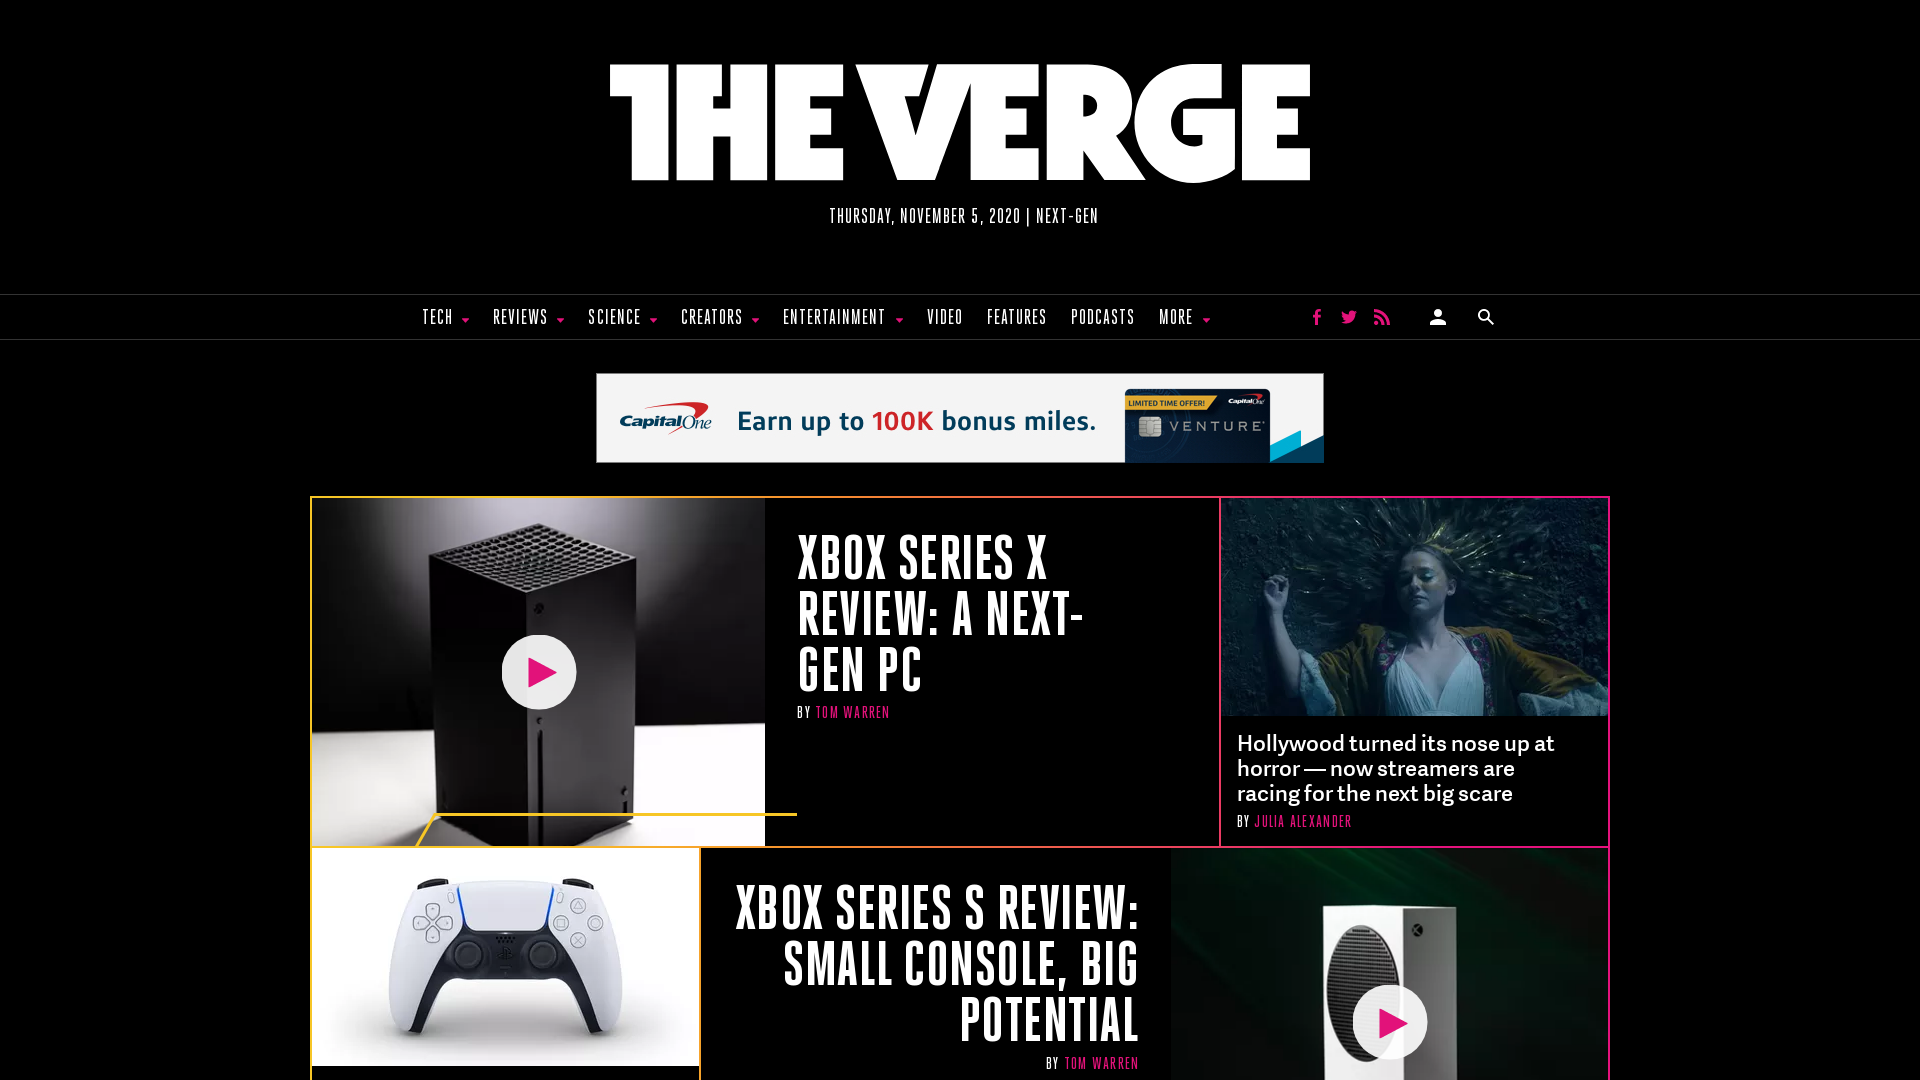 THE VERGE
THURSDAY, NOVEMBER 5, 2020 | NEXT-GEN
TECH REVIEWS SCIENCE CREATORS ENTERTAINMENT VIDEO FEATURES PODCASTS MORE
Capital One Earn up to 100K bonus miles.
LIMITED TIME OFFER! Capital One
VENTURE
XBOX SERIES X
REVIEW: A NEXT-
GEN PC
BY TOM WARREN
Hollywood turned its nose up at
horror — now streamers are
racing for the next big scare
BY JULIA ALEXANDER
XBOX SERIES S REVIEW:
SMALL CONSOLE, BIG
POTENTIAL
BY TOM WARREN